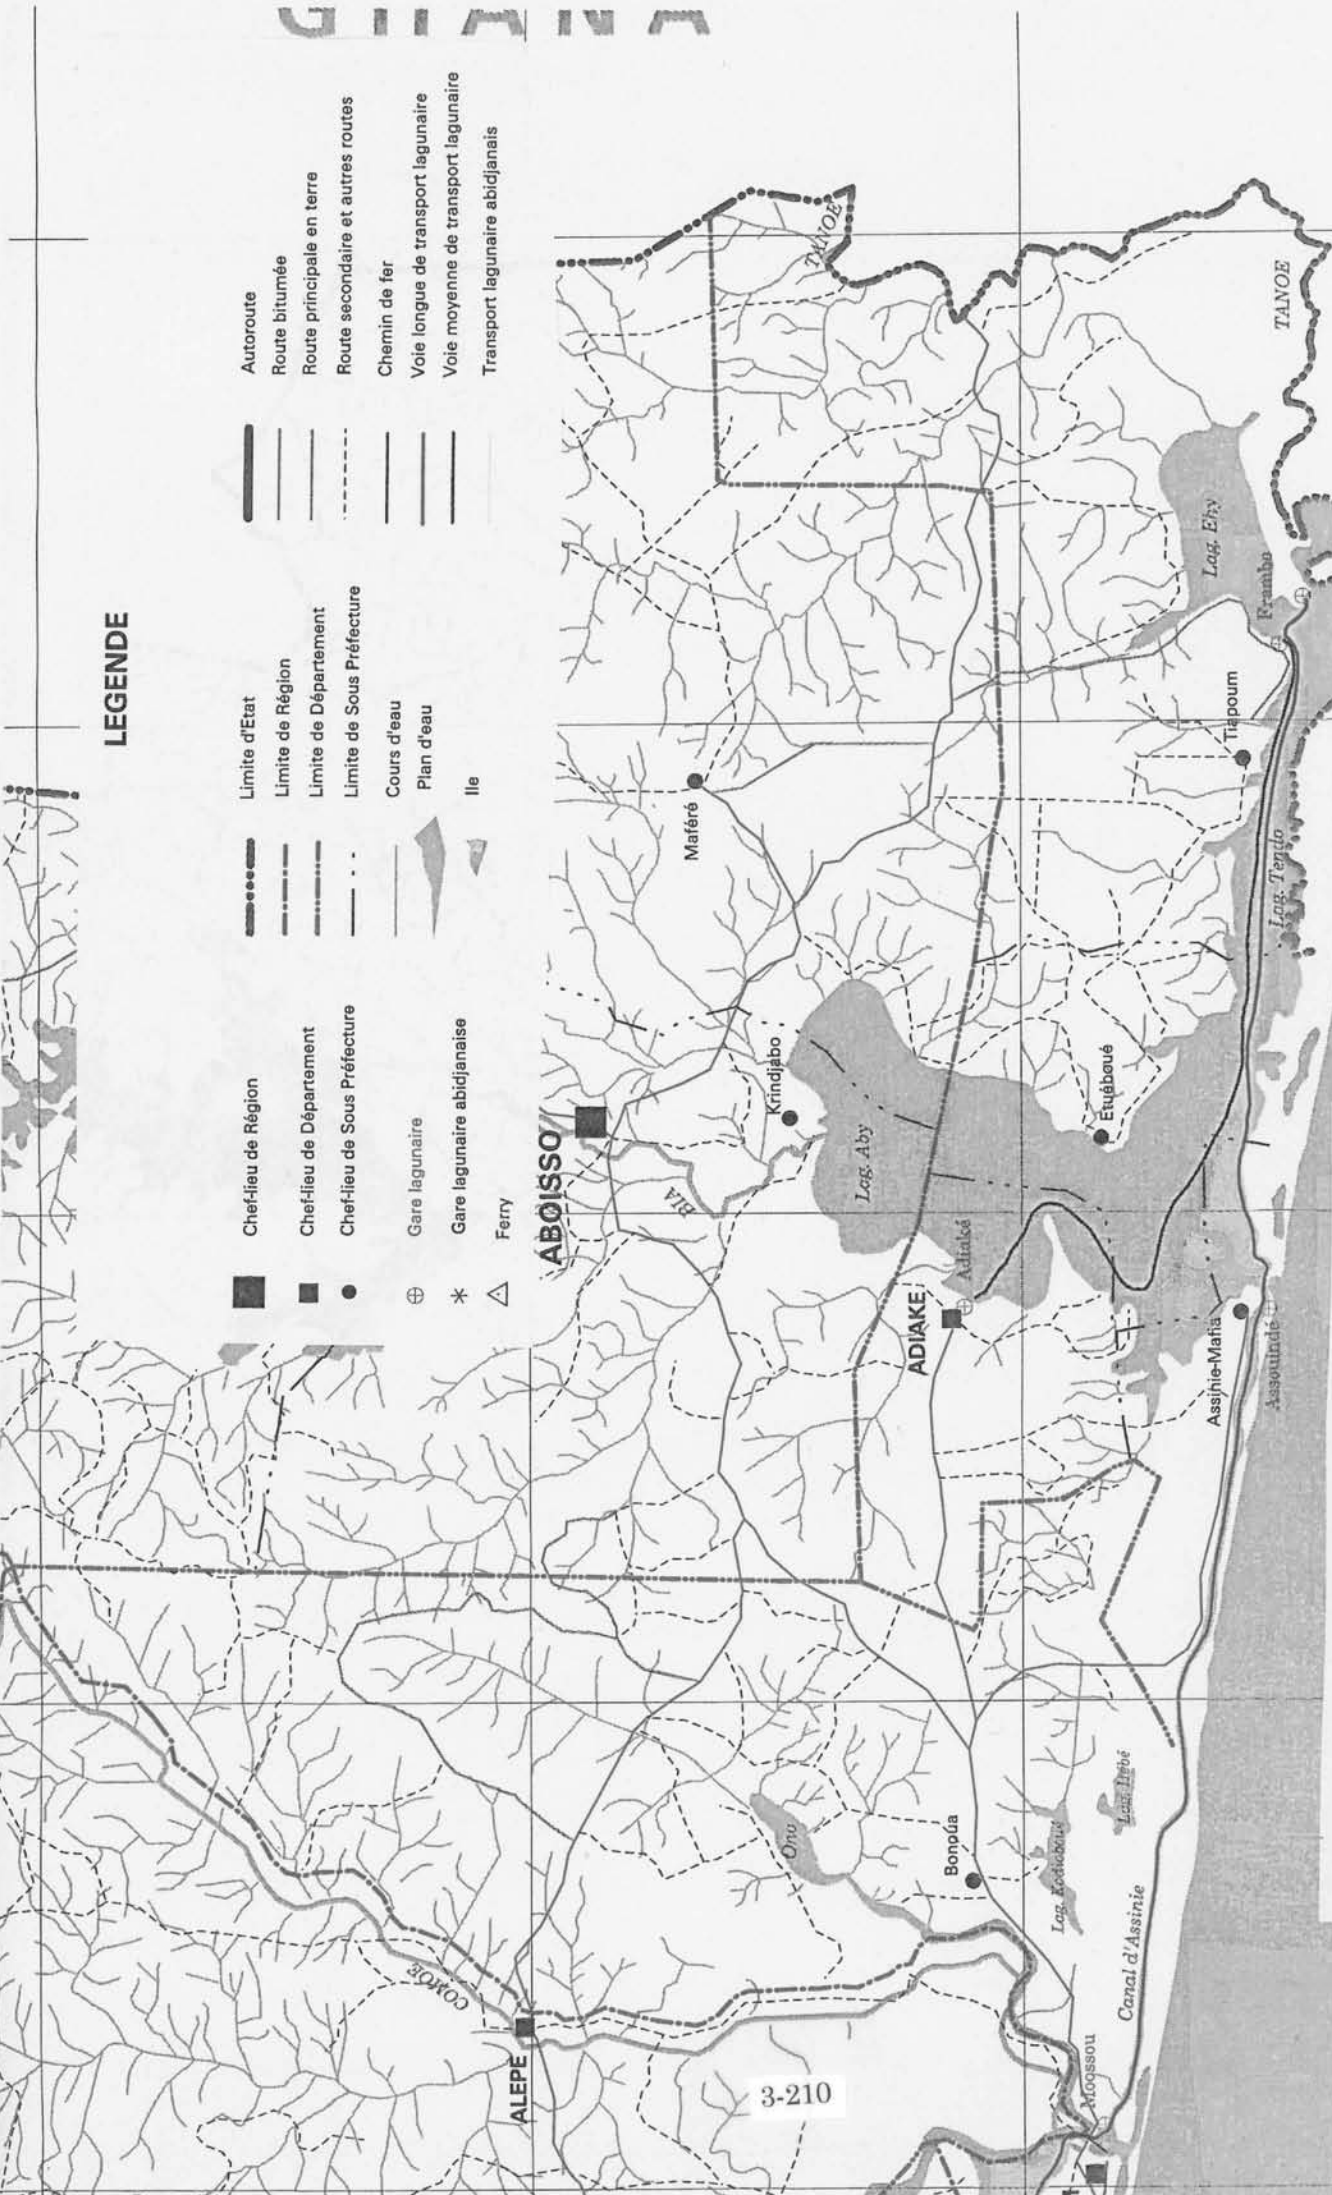 GHANA
LEGENDE
Chef-lieu de Région
Chef-lieu de Département
Chef-lieu de Sous Préfecture
Gare lagunaire
Gare lagunaire abidjanaise
Ferry
Limite d'Etat
Limite de Région
Limite de Département
Limite de Sous Préfecture
Cours d'eau
Plan d'eau
Ile
Autoroute
Route bitumée
Route principale en terre
Route secondaire et autres routes
Chemin de fer
Voie longue de transport lagunaire
Voie moyenne de transport lagunaire
Transport lagunaire abidjanais
ABOISSO
BIA
Krindjabo
Maféré
TANOE
TANOE
Lag. Aby
Adiaké
ADIAKE
Etuéboué
Lag. Ehy
Frambo
Tiapoum
Lag. Tendo
Assinie-Mafia
Assouindé
COMOE
ALEPE
Ono
Bonoúa
Lag. Kodioboué
Lag. Hébé
Canal d'Assinie
Moossou
3-210